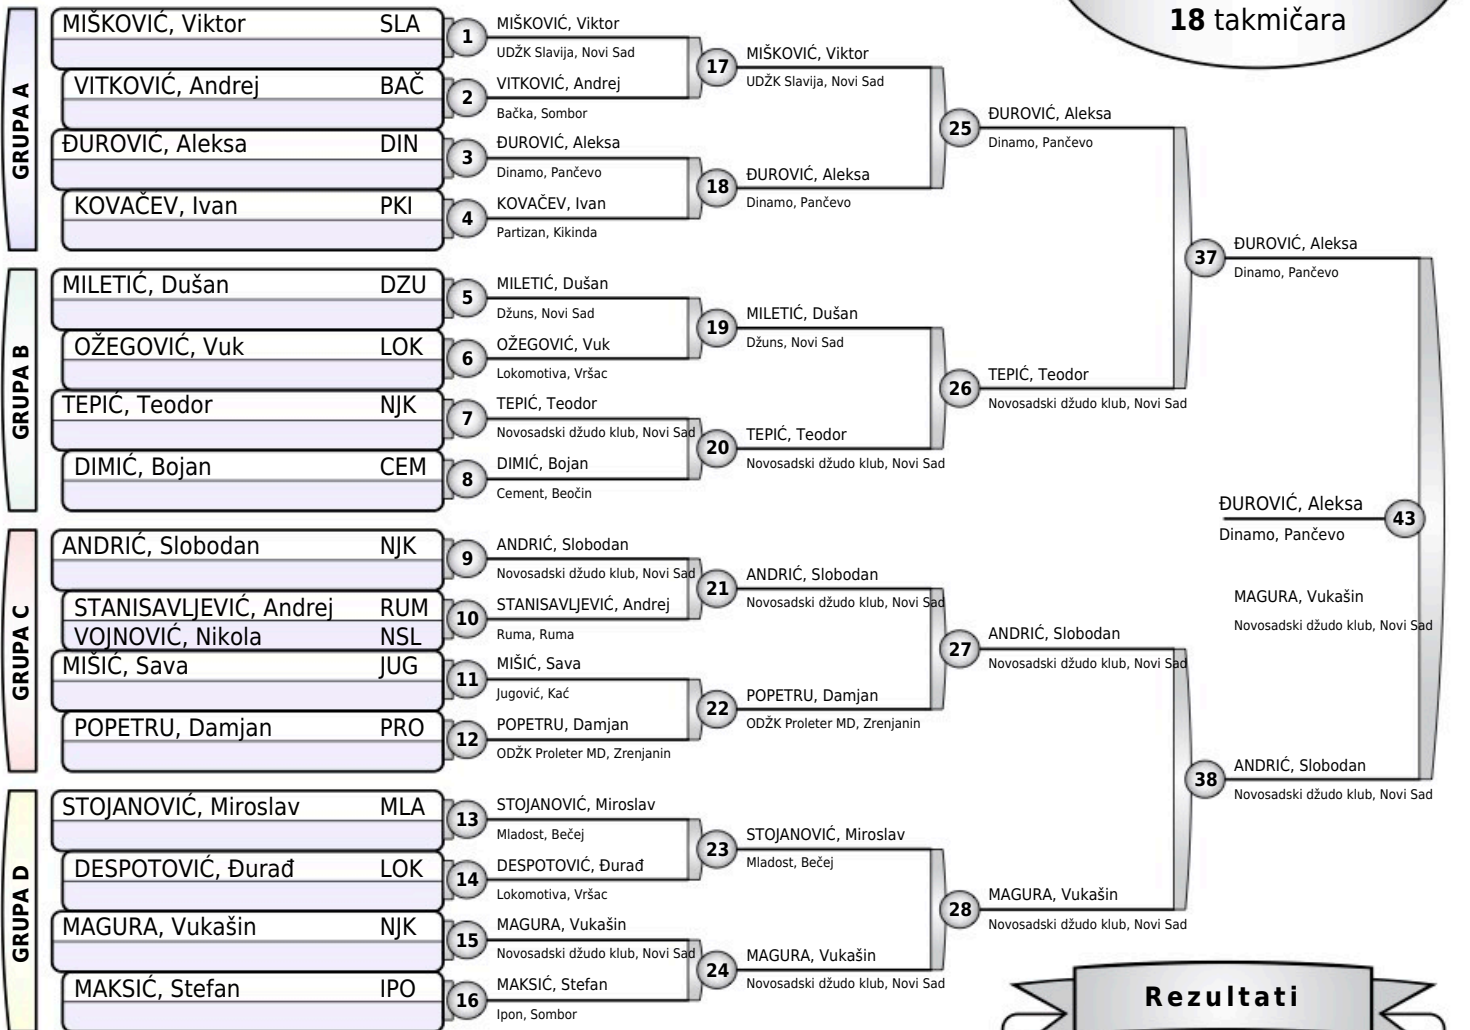 18 takmičara
GRUPA A
MIŠKOVIĆ, Viktor SLA
VITKOVIĆ, Andrej BAČ
ĐUROVIĆ, Aleksa DIN
KOVAČEV, Ivan PKI
GRUPA B
MILETIĆ, Dušan DZU
OŽEGOVIĆ, Vuk LOK
TEPIĆ, Teodor NJK
DIMIĆ, Bojan CEM
GRUPA C
ANDRIĆ, Slobodan NJK
STANISAVLJEVIĆ, Andrej RUM
VOJNOVIĆ, Nikola NSL
MIŠIĆ, Sava JUG
POPETRU, Damjan PRO
GRUPA D
STOJANOVIĆ, Miroslav MLA
DESPOTOVIĆ, Đurađ LOK
MAGURA, Vukašin NJK
MAKSIĆ, Stefan IPO
1 MIŠKOVIĆ, Viktor
UDŽK Slavija, Novi Sad
2 VITKOVIĆ, Andrej
Bačka, Sombor
3 ĐUROVIĆ, Aleksa
Dinamo, Pančevo
4 KOVAČEV, Ivan
Partizan, Kikinda
5 MILETIĆ, Dušan
Džuns, Novi Sad
6 OŽEGOVIĆ, Vuk
Lokomotiva, Vršac
7 TEPIĆ, Teodor
Novosadski džudo klub, Novi Sad
8 DIMIĆ, Bojan
Cement, Beočin
9 ANDRIĆ, Slobodan
Novosadski džudo klub, Novi Sad
10 STANISAVLJEVIĆ, Andrej
Ruma, Ruma
11 MIŠIĆ, Sava
Jugović, Kać
12 POPETRU, Damjan
ODŽK Proleter MD, Zrenjanin
13 STOJANOVIĆ, Miroslav
Mladost, Bečej
14 DESPOTOVIĆ, Đurađ
Lokomotiva, Vršac
15 MAGURA, Vukašin
Novosadski džudo klub, Novi Sad
16 MAKSIĆ, Stefan
Ipon, Sombor
17 MIŠKOVIĆ, Viktor
UDŽK Slavija, Novi Sad
18 ĐUROVIĆ, Aleksa
Dinamo, Pančevo
19 MILETIĆ, Dušan
Džuns, Novi Sad
20 TEPIĆ, Teodor
Novosadski džudo klub, Novi Sad
21 ANDRIĆ, Slobodan
Novosadski džudo klub, Novi Sad
22 POPETRU, Damjan
ODŽK Proleter MD, Zrenjanin
23 STOJANOVIĆ, Miroslav
Mladost, Bečej
24 MAGURA, Vukašin
Novosadski džudo klub, Novi Sad
25 ĐUROVIĆ, Aleksa
Dinamo, Pančevo
26 TEPIĆ, Teodor
Novosadski džudo klub, Novi Sad
27 ANDRIĆ, Slobodan
Novosadski džudo klub, Novi Sad
28 MAGURA, Vukašin
Novosadski džudo klub, Novi Sad
37 ĐUROVIĆ, Aleksa
Dinamo, Pančevo
ĐUROVIĆ, Aleksa 43
Dinamo, Pančevo
MAGURA, Vukašin
Novosadski džudo klub, Novi Sad
38 ANDRIĆ, Slobodan
Novosadski džudo klub, Novi Sad
Rezultati